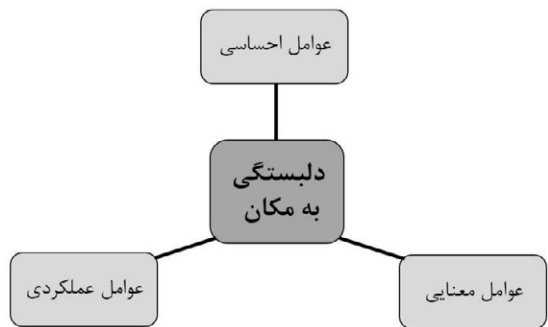 عوامل احساسی
دلبستگی
به مکان
عوامل معنایی
عوامل عملکردی